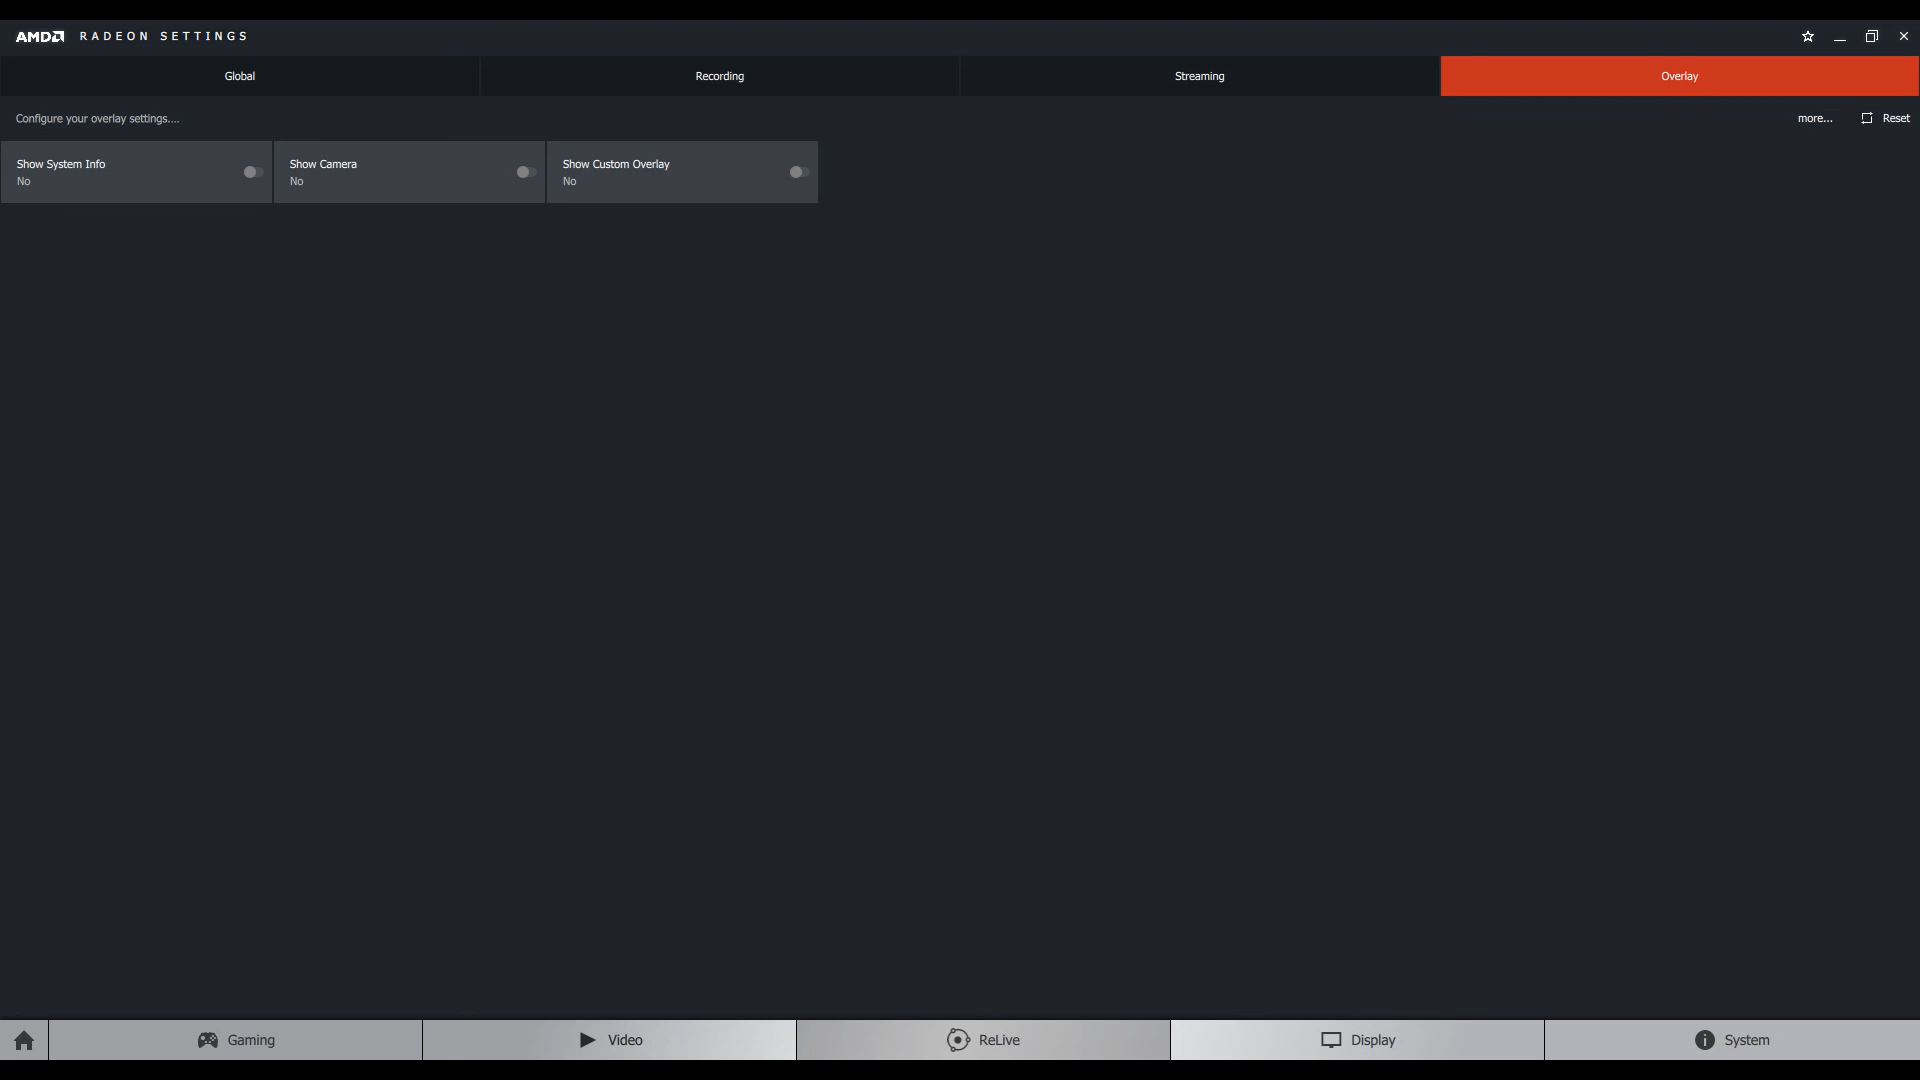 AMD RADEON SETTINGS
Global
Recording
Streaming
Overlay
Configure your overlay settings....
more...
Reset
Show System Info
No
Show Camera
No
Show Custom Overlay
No
Gaming
Video
ReLive
Display
System